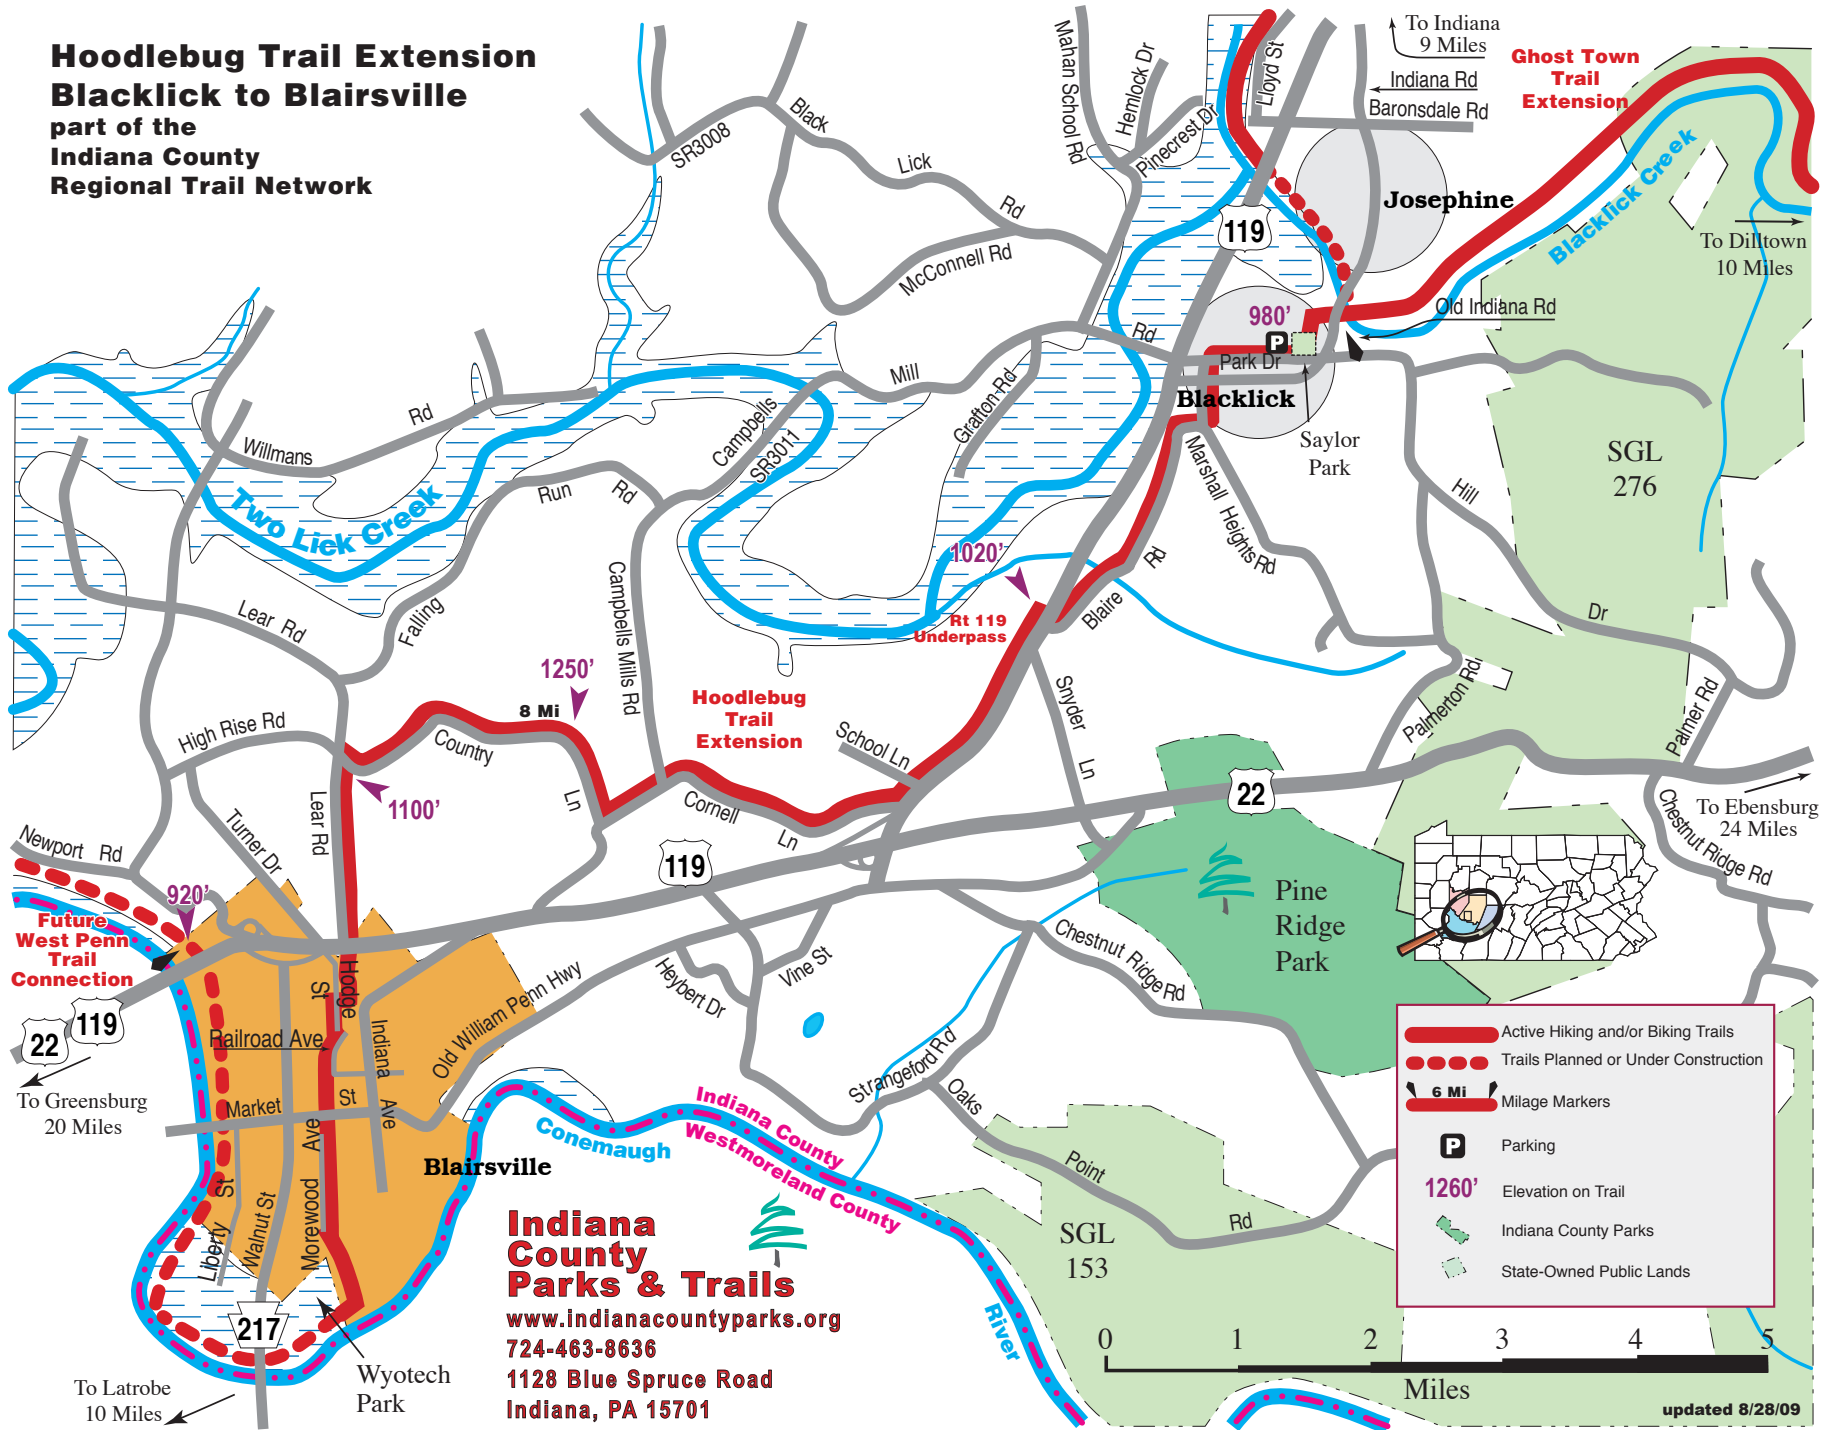 Hoodlebug Trail Extension
Blacklick to Blairsville
part of the
Indiana County
Regional Trail Network
To Indiana
9 Miles
Indiana Rd
Baronsdale Rd
Ghost Town
Trail
Extension
Mahan School Rd
Hemlock Dr
Pinecrest Dr
Lloyd St
SR3008
Black
Lick
Rd
McConnell Rd
119
Josephine
Blacklick Creek
To Dilltown
10 Miles
Old Indiana Rd
980'
P
Park Dr
Blacklick
Saylor
Park
Rd
Mill
Campbells
SR3011
Grafton Rd
Willmans
Rd
Two Lick Creek
Run
Rd
Falling
Marshall Heights Rd
Hill
Dr
SGL
276
1020'
Rt 119
Underpass
Blaire
Rd
Lear Rd
Campbells Mills Rd
1250'
8 Mi
Hoodlebug
Trail
Extension
Snyder
Ln
Palmerton Rd
Palmer Rd
High Rise Rd
Country
Ln
School Ln
Cornell
Ln
1100'
Lear Rd
Turner Dr
Newport Rd
119
22
To Ebensburg
24 Miles
Chestnut Ridge Rd
920'
Future
West Penn
Trail
Connection
Pine
Ridge
Park
Chestnut Ridge Rd
Heybert Dr
Vine St
Old William Penn Hwy
22
119
To Greensburg
20 Miles
Hodge
St
Railroad Ave
Indiana
Ave
Market
St
Strangeford Rd
Oaks
Point
Rd
Blairsville
Conemaugh
River
Indiana County
Westmoreland County
Liberty
St
Walnut St
Morewood
Ave
217
To Latrobe
10 Miles
Wyotech
Park
Indiana
County
Parks & Trails
www.indianacountyparks.org
724-463-8636
1128 Blue Spruce Road
Indiana, PA 15701
SGL
153
Active Hiking and/or Biking Trails
Trails Planned or Under Construction
6 Mi
Milage Markers
P
Parking
1260'
Elevation on Trail
Indiana County Parks
State-Owned Public Lands
0 1 2 3 4 5
Miles
updated 8/28/09